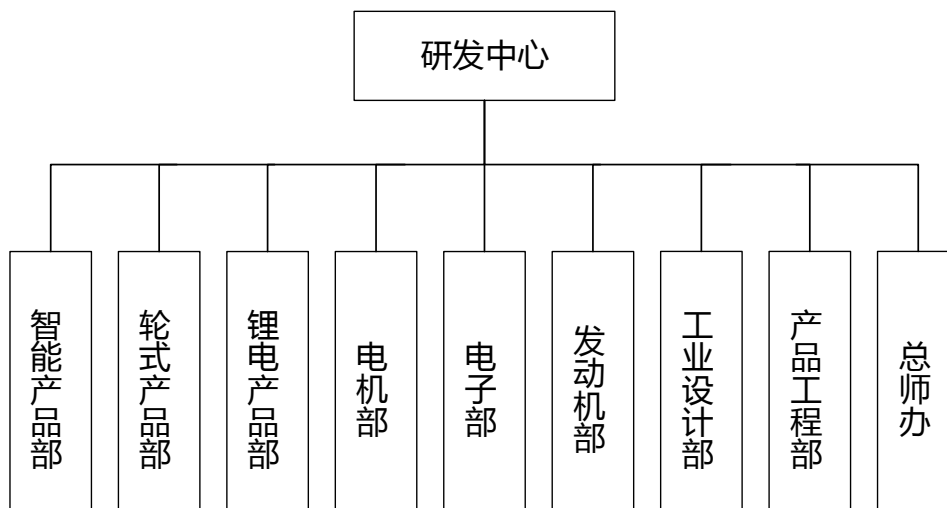 研发中心
智能产品部
轮式产品部
锂电产品部
电机部
电子部
发动机部
工业设计部
产品工程部
总师办